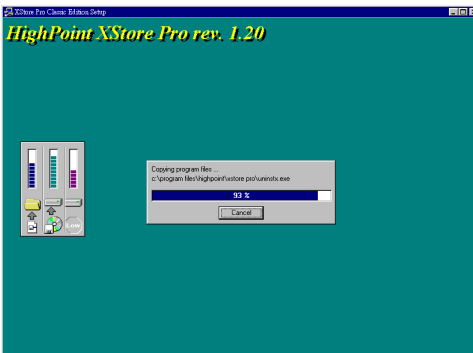 XStore Pro Classic Edition Setup
HighPoint XStore Pro rev. 1.20
Copying program files ...
c:\program files\highpoint\xstore pro\uninstx.exe
93 %
Cancel
Low